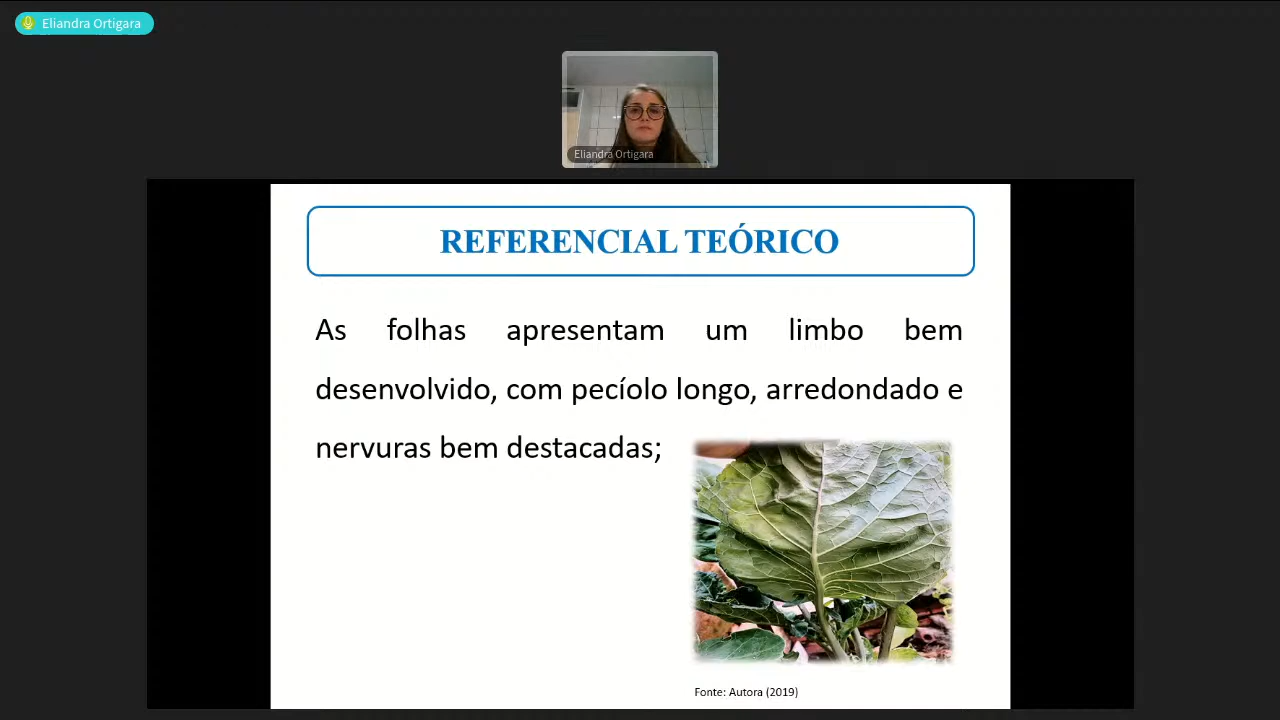 Eliandra Ortigara
Eliandra Ortigara
REFERENCIAL TEÓRICO
As folhas apresentam um limbo bem
desenvolvido, com pecíolo longo, arredondado e
nervuras bem destacadas;
Fonte: Autora (2019)